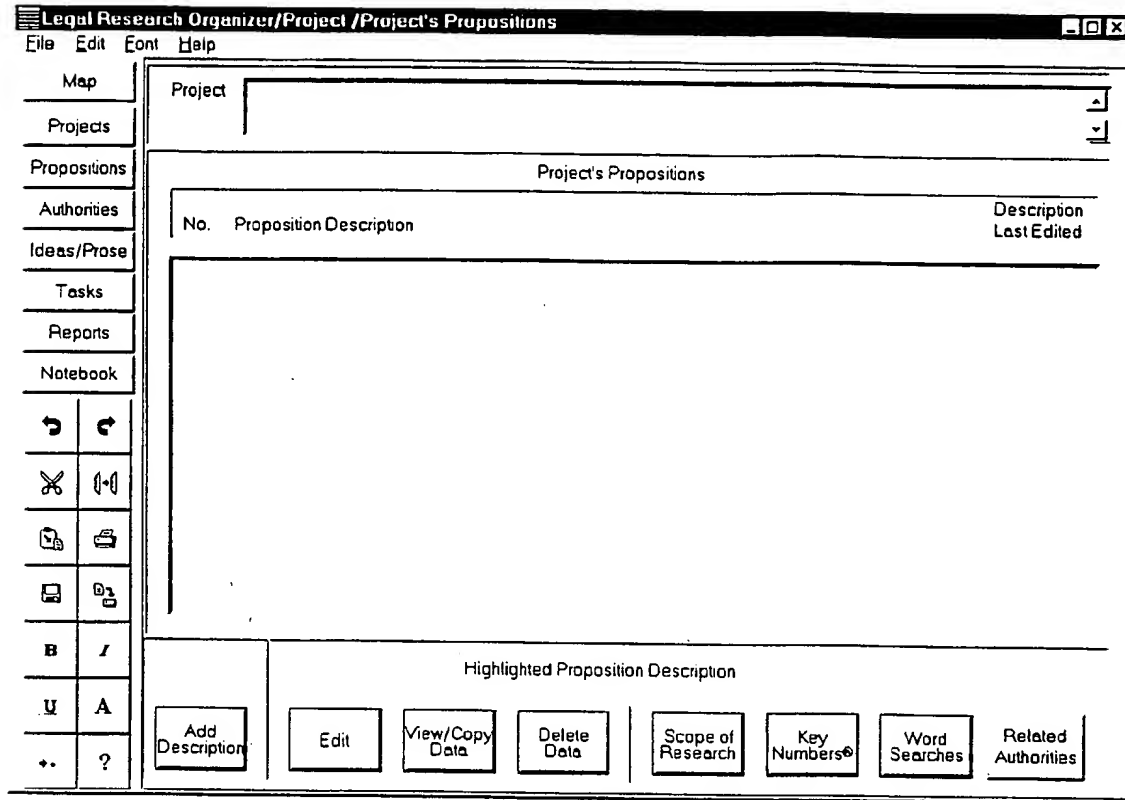 Legal Research Organizer/Project /Project's Propositions
File Edit Font Help
Map
Projects
Propositions
Authorities
Ideas/Prose
Tasks
Reports
Notebook
B I
U A
?
Project
Project's Propositions
No. Proposition Description
Description
Last Edited
Highlighted Proposition Description
Add
Description
Edit
View/Copy
Data
Delete
Data
Scope of
Research
Key
Numbers®
Word
Searches
Related
Authorities